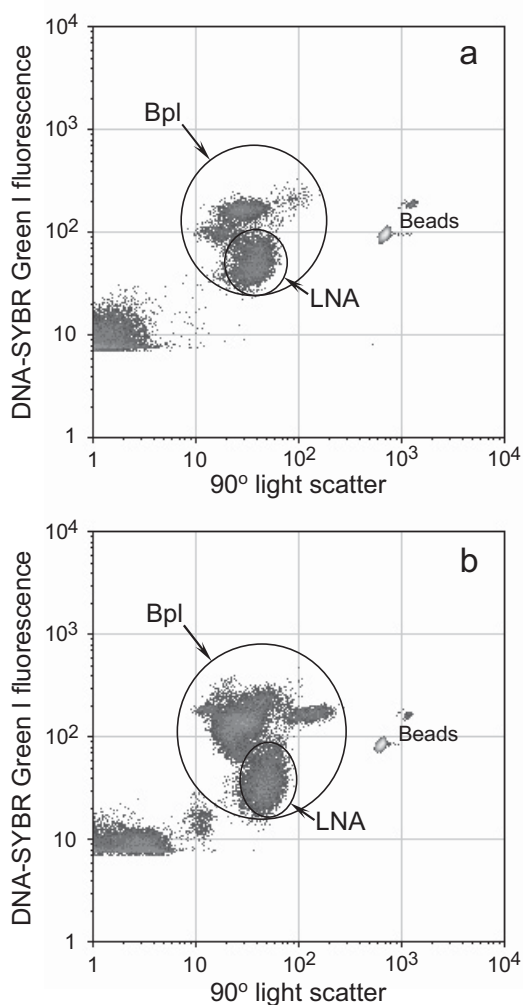 a
DNA-SYBR Green I fluorescence
10⁴
10³
10²
10
1
Bpl
Beads
LNA
1 10 10² 10³ 10⁴
90º light scatter
b
DNA-SYBR Green I fluorescence
10⁴
10³
10²
10
1
Bpl
Beads
LNA
1 10 10² 10³ 10⁴
90º light scatter